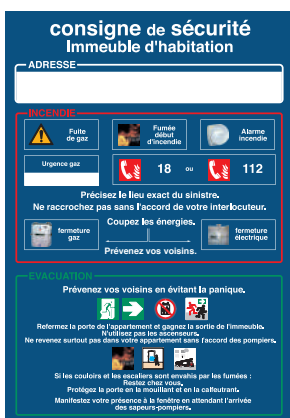 consigne de sécurité
Immeuble d'habitation
ADRESSE
INCENDIE
Fuite
de gaz
Fumée
début
d'incendie
Alarme
incendie
Urgence gaz
18 ou 112
Précisez le lieu exact du sinistre.
Ne raccrochez pas sans l'accord de votre interlocuteur.
Coupez les énergies.
fermeture
gaz
fermeture
électrique
Prévenez vos voisins.
EVACUATION
Prévenez vos voisins en évitant la panique.
Refermez la porte de l'appartement et gagnez la sortie de l'immeuble.
N'utilisez pas les ascenseurs.
Ne revenez surtout pas dans votre appartement sans l'accord des pompiers.
Si les couloirs et les escaliers sont envahis par les fumées :
Restez chez vous.
Protégez la porte en la mouillant et en la calfeutrant.
Manifestez votre présence à la fenêtre en attendant l'arrivée
des sapeurs-pompiers.